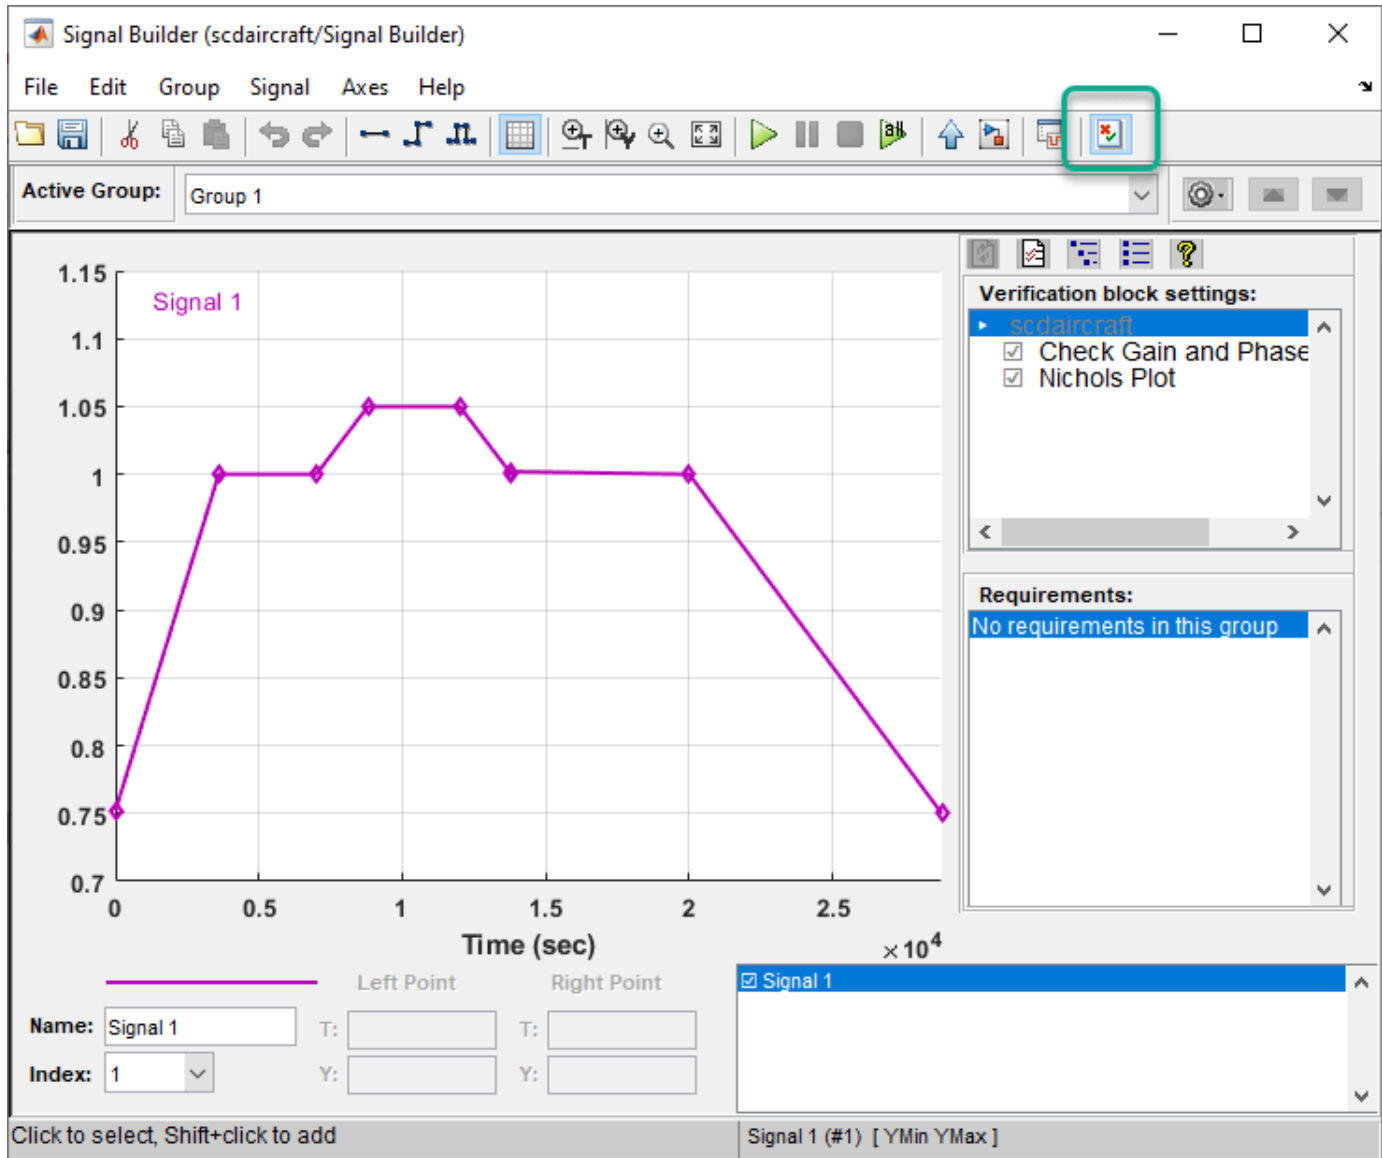 Signal Builder (scdaircraft/Signal Builder)
File Edit Group Signal Axes Help
Active Group: Group 1
Signal 1
1.15
1.1
1.05
1
0.95
0.9
0.85
0.8
0.75
0.7
0 0.5 1 1.5 2 2.5
Time (sec)
×10^4
Verification block settings:
scdaircraft
Check Gain and Phase
Nichols Plot
Requirements:
No requirements in this group
Left Point Right Point
Name: Signal 1 T: T:
Index: 1 Y: Y:
Signal 1
Click to select, Shift+click to add
Signal 1 (#1) [ YMin YMax ]